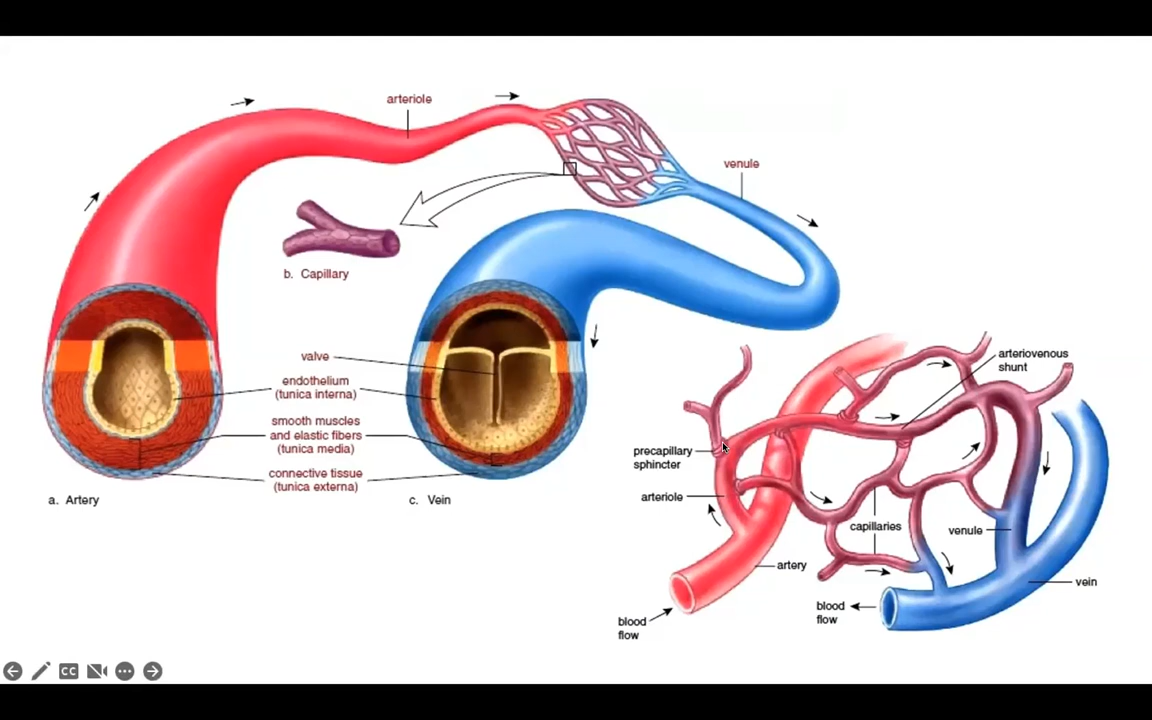 arteriole
venule
b. Capillary
valve
endothelium
(tunica interna)
smooth muscles
and elastic fibers
(tunica media)
connective tissue
(tunica externa)
a. Artery
c. Vein
arteriovenous
shunt
precapillary
sphincter
arteriole
capillaries
venule
artery
vein
blood
flow
blood
flow
CC